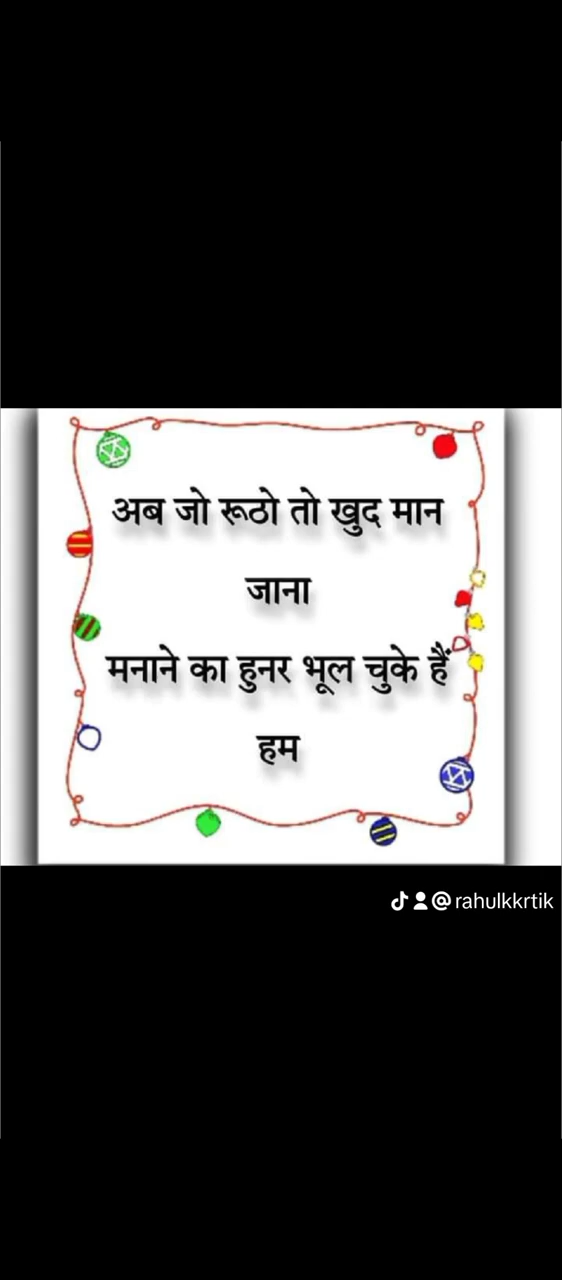 अब जो रूठो तो खुद मान
जाना
मनाने का हुनर भूल चुके हैं
हम
@rahulkkrtik